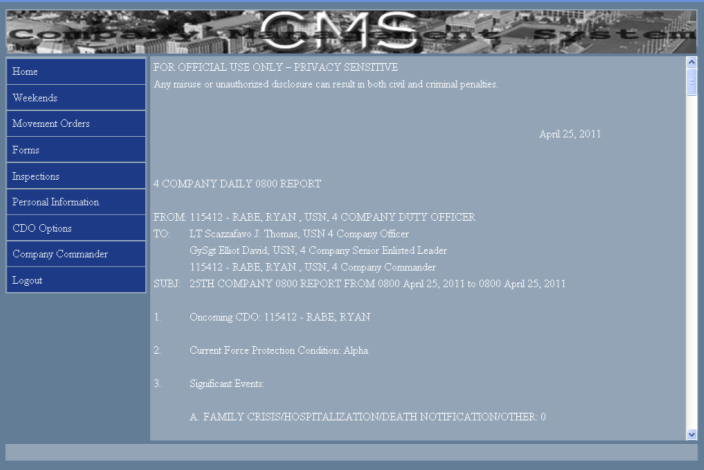 Company Management System
CMS
Home
Weekends
Movement Orders
Forms
Inspections
Personal Information
CDO Options
Company Commander
Logout
FOR OFFICIAL USE ONLY – PRIVACY SENSITIVE
Any misuse or unauthorized disclosure can result in both civil and criminal penalties.
April 25, 2011
4 COMPANY DAILY 0800 REPORT
FROM: 115412 - RABE, RYAN , USN, 4 COMPANY DUTY OFFICER
TO: LT Scazzafavo J. Thomas, USN 4 Company Officer
GySgt Elliot David, USN, 4 Company Senior Enlisted Leader
115412 - RABE, RYAN , USN, 4 Company Commander
SUBJ: 25TH COMPANY 0800 REPORT FROM 0800 April 25, 2011 to 0800 April 25, 2011
1. Oncoming CDO: 115412 - RABE, RYAN
2. Current Force Protection Condition: Alpha
3. Significant Events:
A. FAMILY CRISIS/HOSPITALIZATION/DEATH NOTIFICATION/OTHER: 0